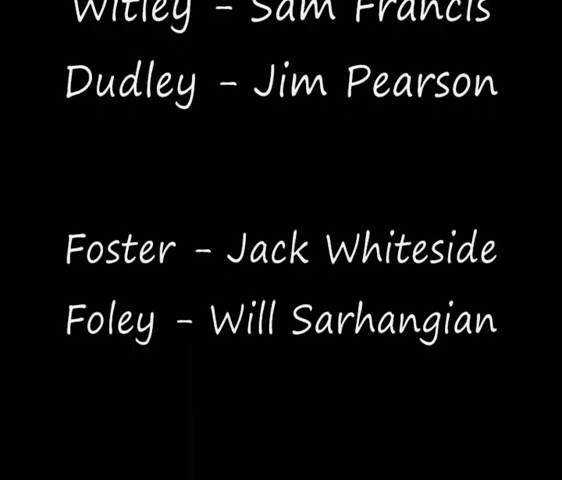 Witley - Sam Francis
Dudley - Jim Pearson
Foster - Jack Whiteside
Foley - Will Sarhangian